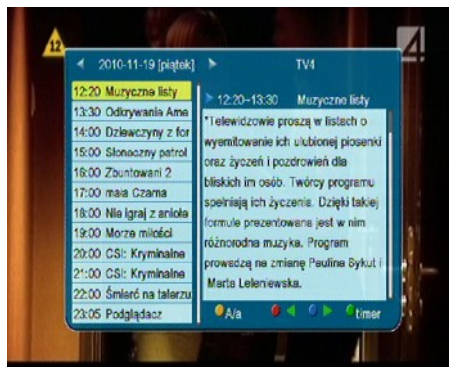 12
4
2010-11-19 [piątek]
TV4
12:20 Muzyczne listy
13:30 Odkrywanie Ame
14:00 Dziewczyny z for
15:00 Słoneczny patrol
16:00 Zbuntowani 2
17:00 mała Czarna
18:00 Nie igraj z aniołe
19:00 Morze miłości
20:00 CSI: Kryminalne
21:00 CSI: Kryminalne
22:00 Śmierć na talerzu
23:05 Podglądacz
12:20-13:30 Muzyczne listy
"Telewidzowie proszą w listach o
wyemitowanie ich ulubionej piosenki
oraz życzeń i pozdrowień dla
bliskich im osób. Twórcy programu
spełniają ich życzenia. Dzięki takiej
formule prezentowana jest w nim
różnorodna muzyka. Program
prowadzą na zmianę Paulina Sykut i
Marta Leleniewska.
A/a
timer